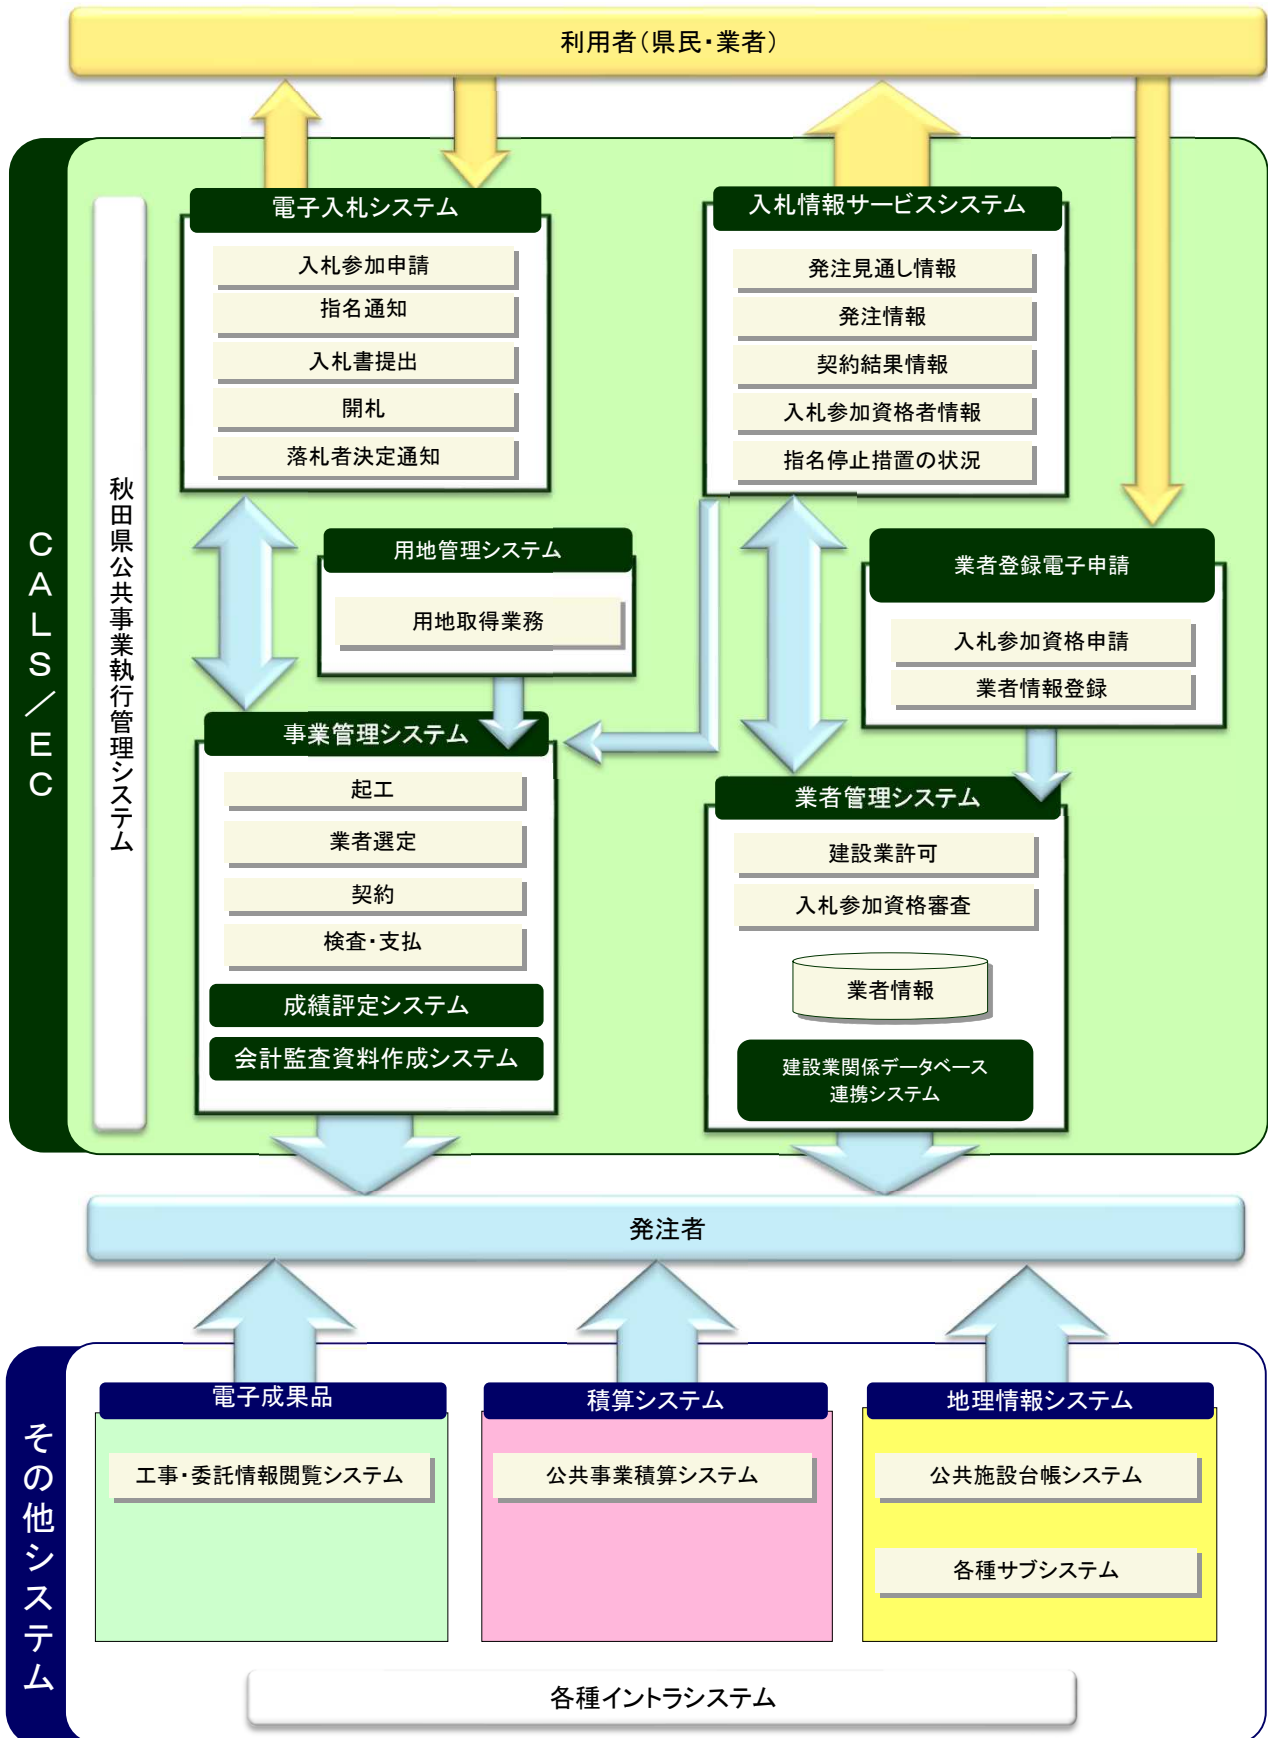 利用者（県民・業者）
CALS／EC
秋田県公共事業執行管理システム
電子入札システム
入札参加申請
指名通知
入札書提出
開札
落札者決定通知
入札情報サービスシステム
発注見通し情報
発注情報
契約結果情報
入札参加資格者情報
指名停止措置の状況
用地管理システム
用地取得業務
業者登録電子申請
入札参加資格申請
業者情報登録
事業管理システム
起工
業者選定
契約
検査・支払
成績評定システム
会計監査資料作成システム
業者管理システム
建設業許可
入札参加資格審査
業者情報
建設業関係データベース
連携システム
発注者
その他システム
電子成果品
工事・委託情報閲覧システム
積算システム
公共事業積算システム
地理情報システム
公共施設台帳システム
各種サブシステム
各種イントラシステム